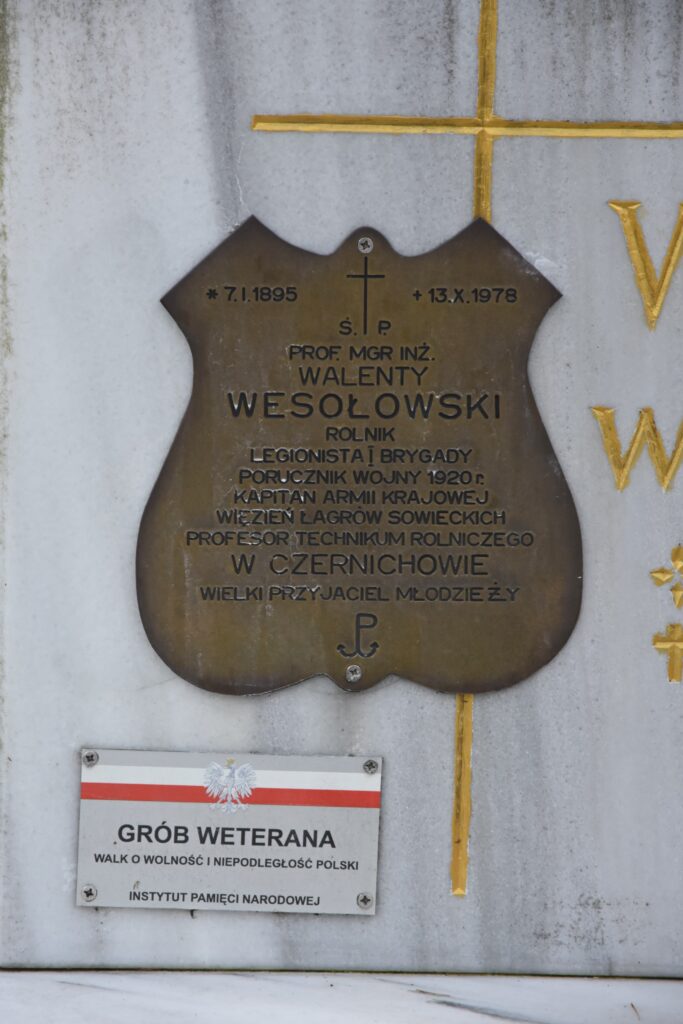 * 7.I.1895 + 13.X.1978
Ś. P.
PROF. MGR INŻ.
WALENTY
WESOŁOWSKI
ROLNIK
LEGIONISTA I BRYGADY
PORUCZNIK WOJNY 1920 r.
KAPITAN ARMII KRAJOWEJ
WIĘZIEŃ ŁAGRÓW SOWIECKICH
PROFESOR TECHNIKUM ROLNICZEGO
W CZERNICHOWIE
WIELKI PRZYJACIEL MŁODZIEŻY
GRÓB WETERANA
WALK O WOLNOŚĆ I NIEPODLEGŁOŚĆ POLSKI
INSTYTUT PAMIĘCI NARODOWEJ